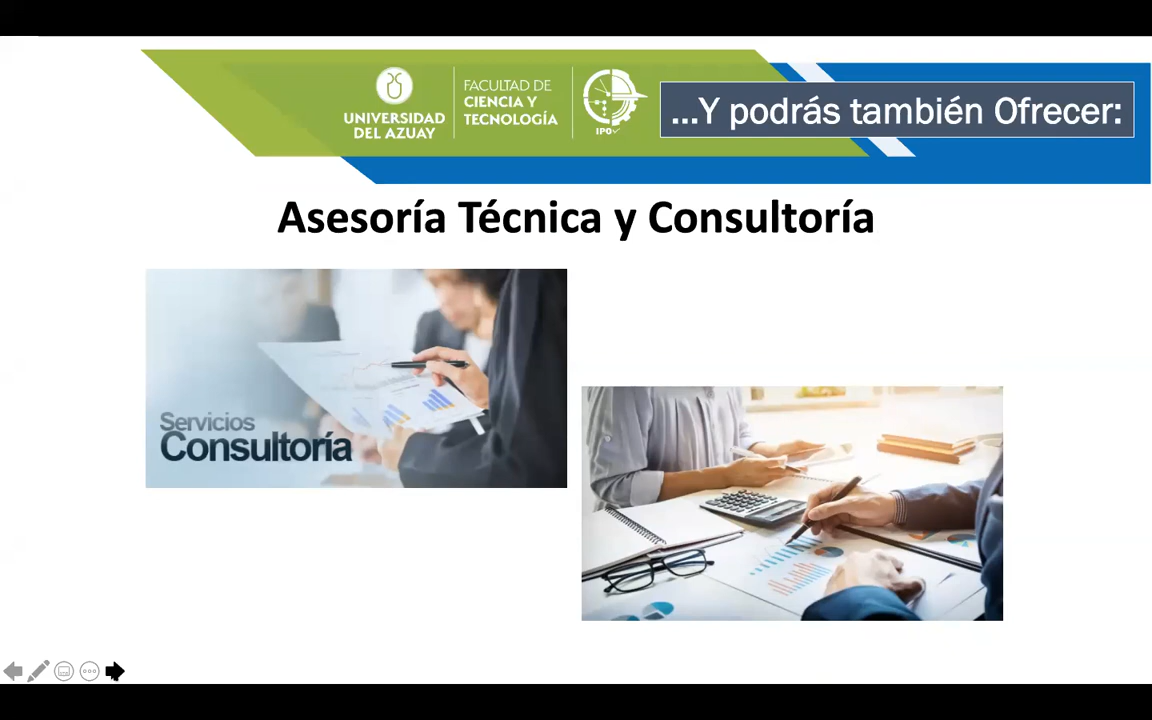 UNIVERSIDAD
DEL AZUAY
FACULTAD DE
CIENCIA Y
TECNOLOGÍA
IPO
...Y podrás también Ofrecer:
Asesoría Técnica y Consultoría
Servicios
Consultoría